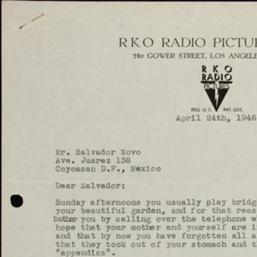 RKO RADIO PICTU
780 GOWER STREET, LOS ANGELE
RKO
RADIO
PICTURES
REG. U.S. PAT. OFF.
April 24th, 1946
Mr. Salvador Novo
Ave. Juarez 138
Coyoacan D.F., Mexico
Dear Salvador:
Sunday afternoons you usually play bridg
your beautiful garden, and for that reas
bother you by calling over the telephone w
hope that your mother and yourself are i
and that by now you have forgotten all a
that they took out of your stomach and t
"appendics".